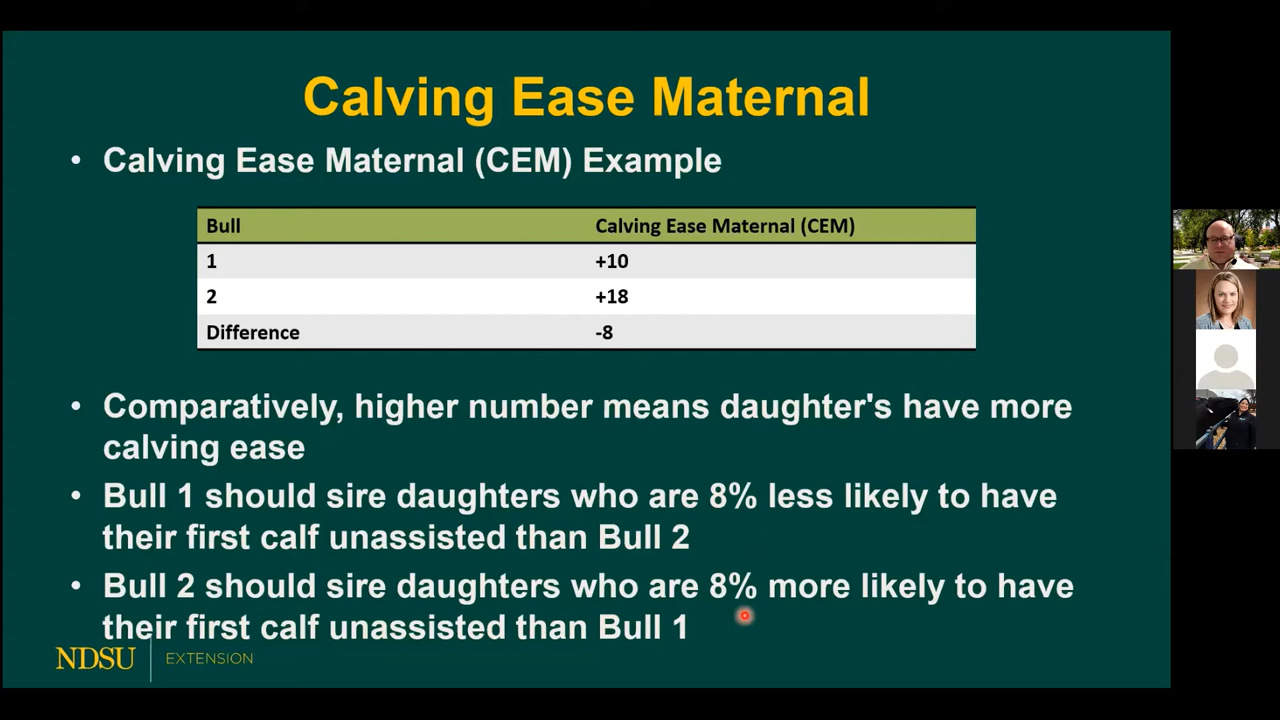 Calving Ease Maternal
• Calving Ease Maternal (CEM) Example
Bull Calving Ease Maternal (CEM)
1 +10
2 +18
Difference -8
• Comparatively, higher number means daughter's have more
calving ease
• Bull 1 should sire daughters who are 8% less likely to have
their first calf unassisted than Bull 2
• Bull 2 should sire daughters who are 8% more likely to have
their first calf unassisted than Bull 1
NDSU EXTENSION